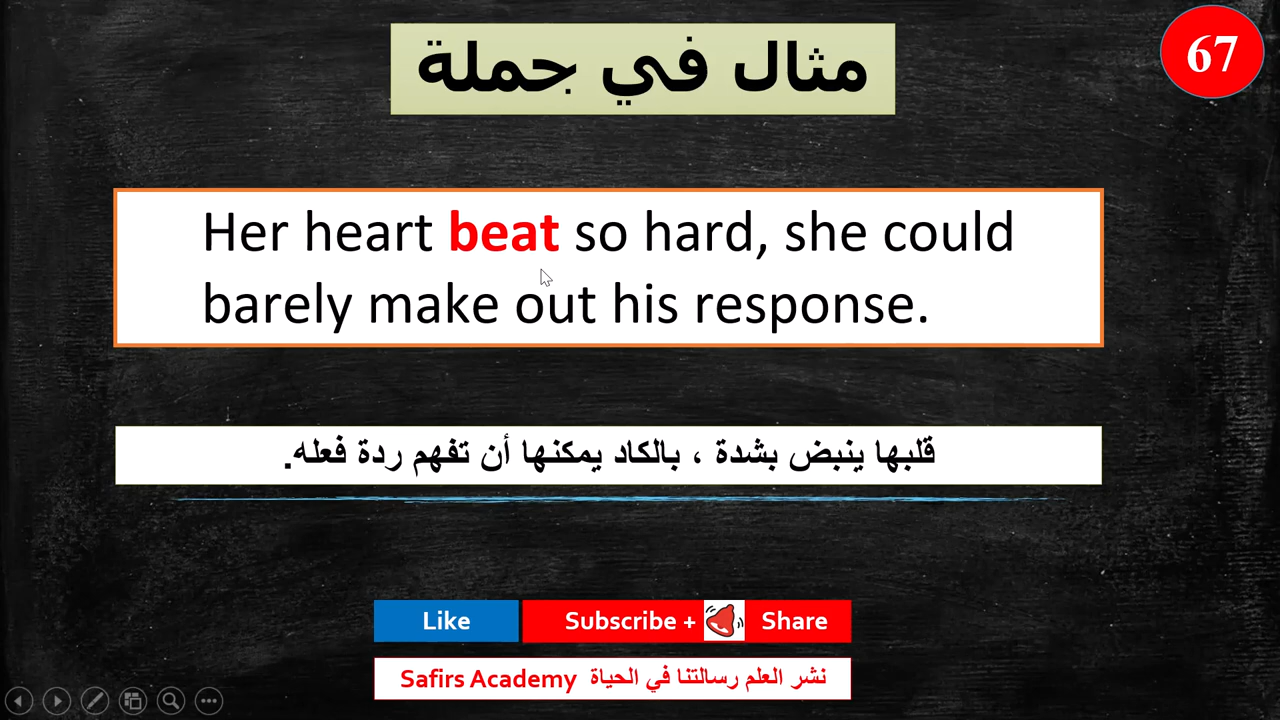 67
مثال في جملة
Her heart beat so hard, she could
barely make out his response.
قلبها ينبض بشدة ، بالكاد يمكنها أن تفهم ردة فعله.
Like
Subscribe + Share
نشر العلم رسالتنا في الحياة Safirs Academy